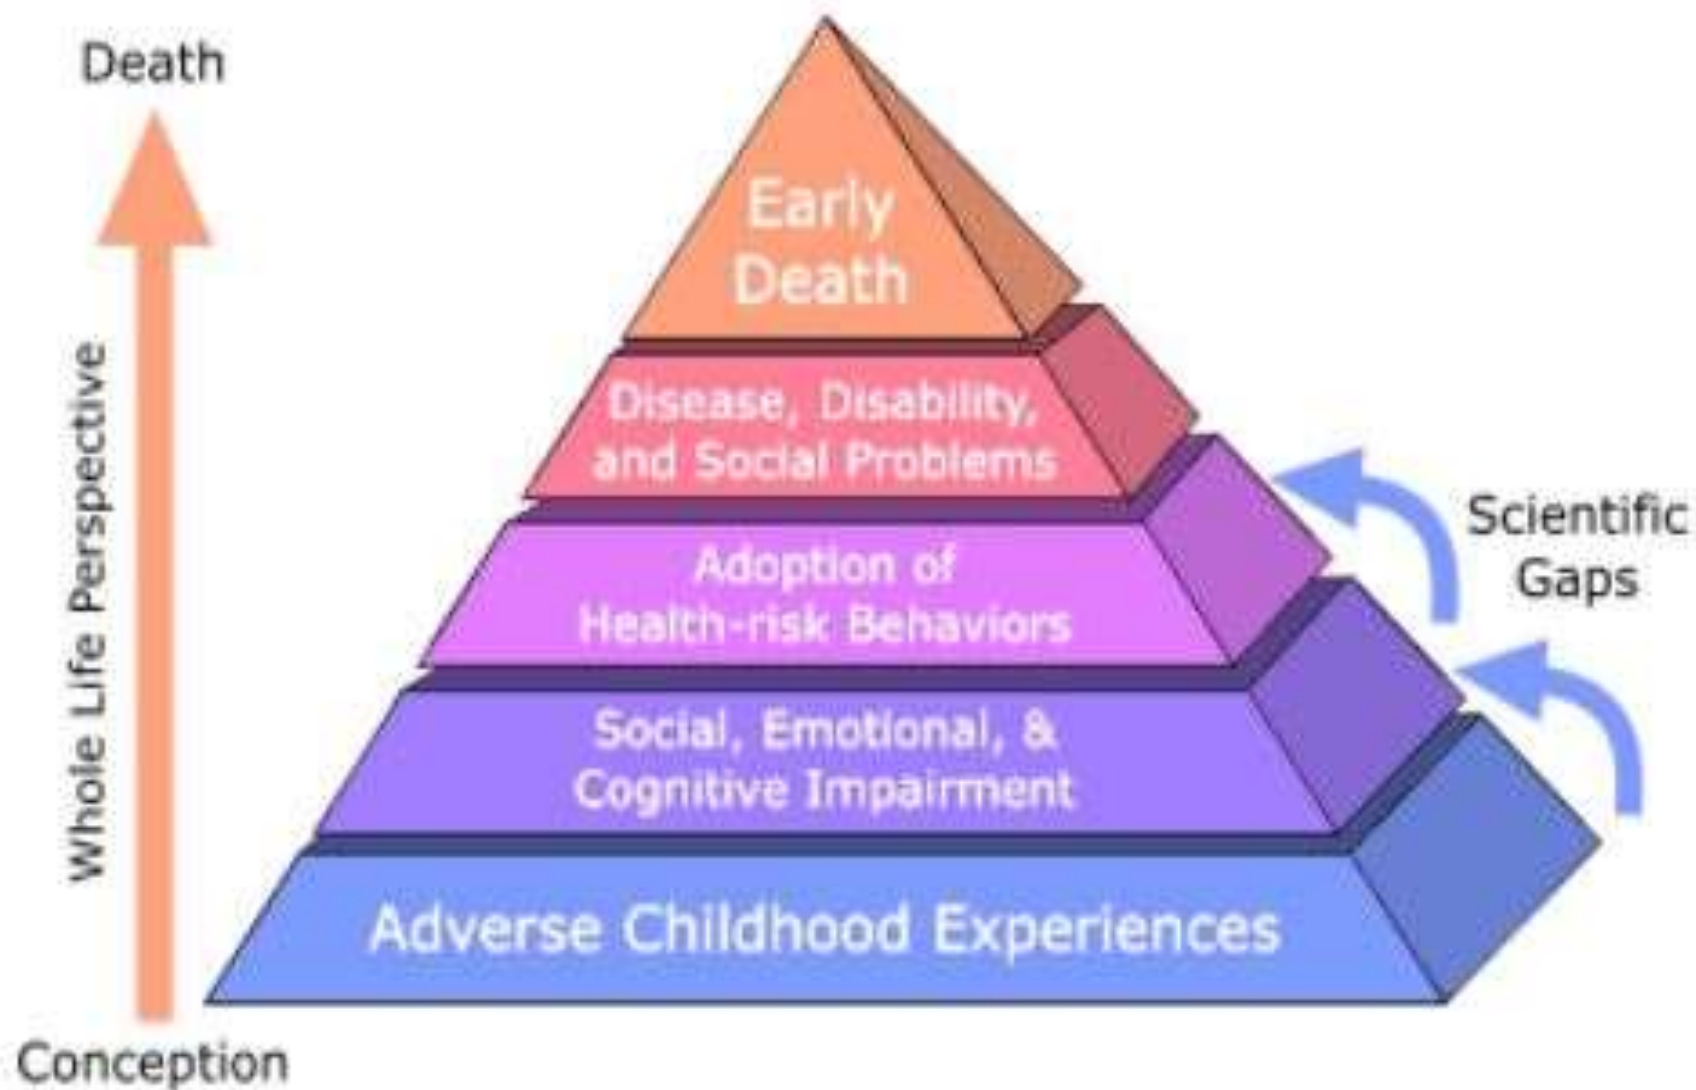 Death
Whole Life Perspective
Conception
Early
Death
Disease, Disability,
and Social Problems
Adoption of
Health-risk Behaviors
Social, Emotional, &
Cognitive Impairment
Adverse Childhood Experiences
Scientific
Gaps